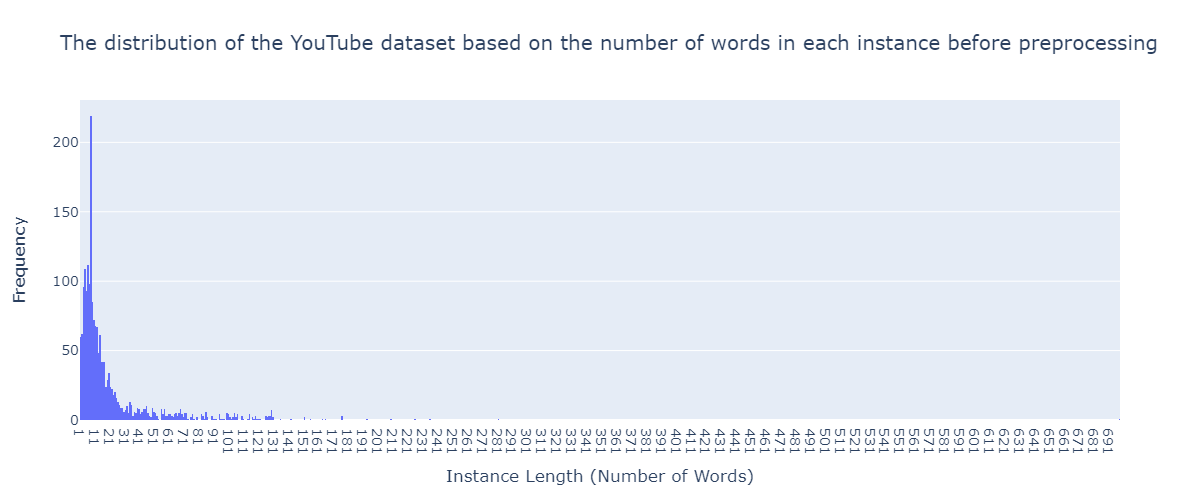 The distribution of the YouTube dataset based on the number of words in each instance before preprocessing
200
150
100
50
0
Frequency
1 11 21 31 41 51 61 71 81 91 101 111 121 131 141 151 161 171 181 191 201 211 221 231 241 251 261 271 281 291 301 311 321 331 341 351 361 371 381 391 401 411 421 431 441 451 461 471 481 491 501 511 521 531 541 551 561 571 581 591 601 611 621 631 641 651 661 671 681 691
Instance Length (Number of Words)